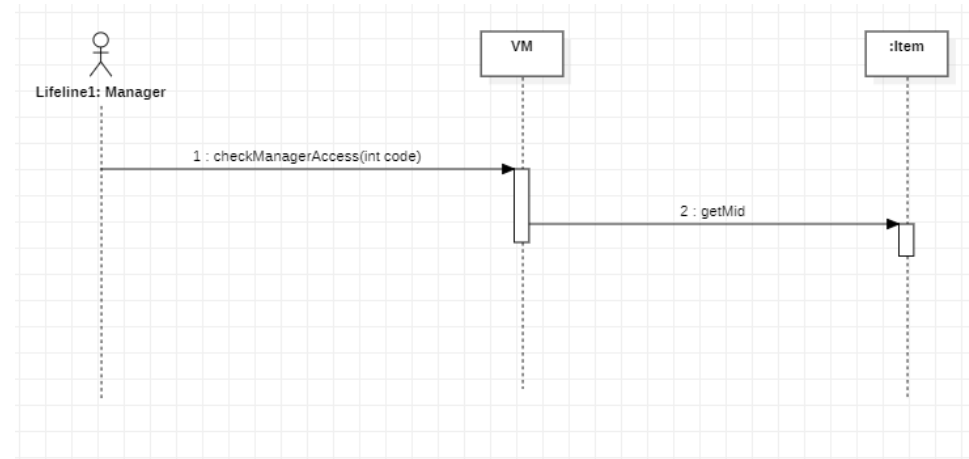 VM
:Item
Lifeline1: Manager
1 : checkManagerAccess(int code)
2 : getMid